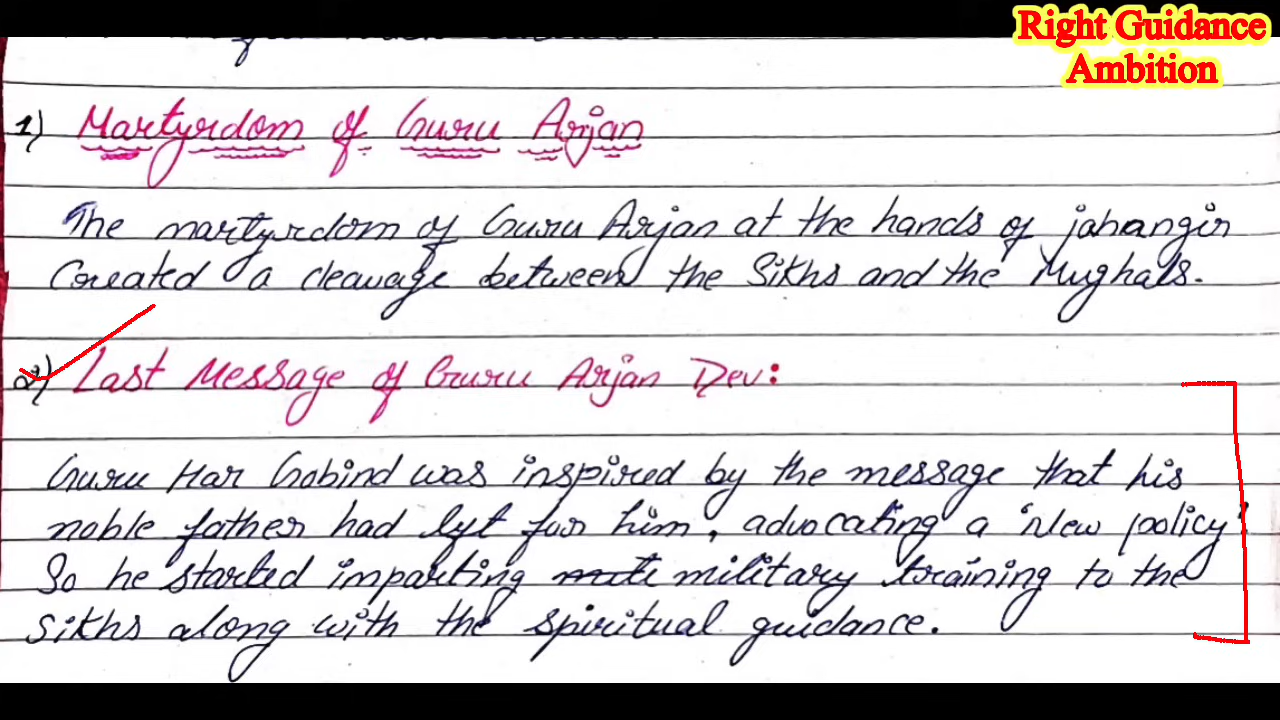 Right Guidance
Ambition
1) Martyrdom of Guru Arjan
The martyrdom of Guru Arjan at the hands of jahangir
Created a cleavage between the Sikhs and the Mughals.
2) Last Message of Guru Arjan Dev:
Guru Har Gobind was inspired by the message that his
noble father had left for him, advocating a 'New policy'
So he started imparting military training to the
Sikhs along with the spiritual guidance.